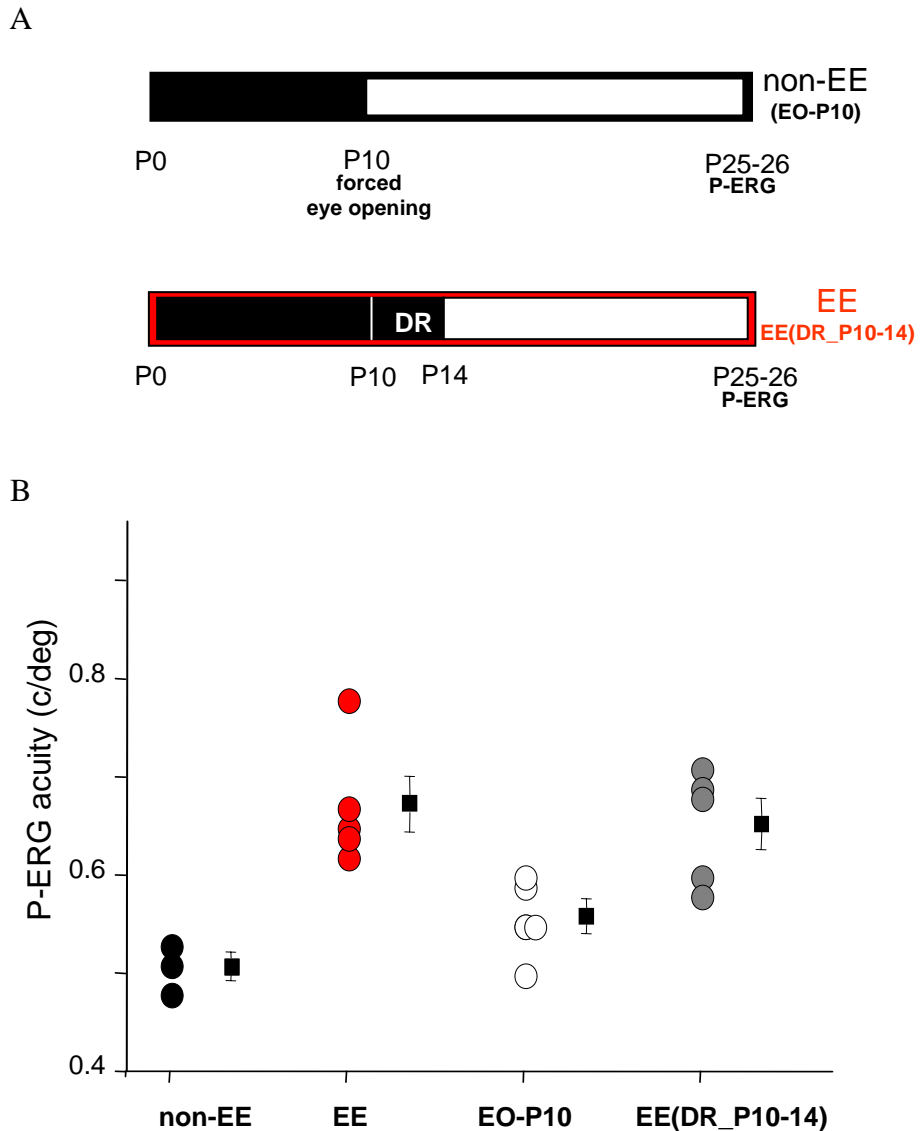 A
non-EE
(EO-P10)
P0
P10
forced
eye opening
P25-26
P-ERG
DR
EE
EE(DR_P10-14)
P0
P10
P14
P25-26
P-ERG
B
P-ERG acuity (c/deg)
0.8
0.6
0.4
non-EE
EE
EO-P10
EE(DR_P10-14)